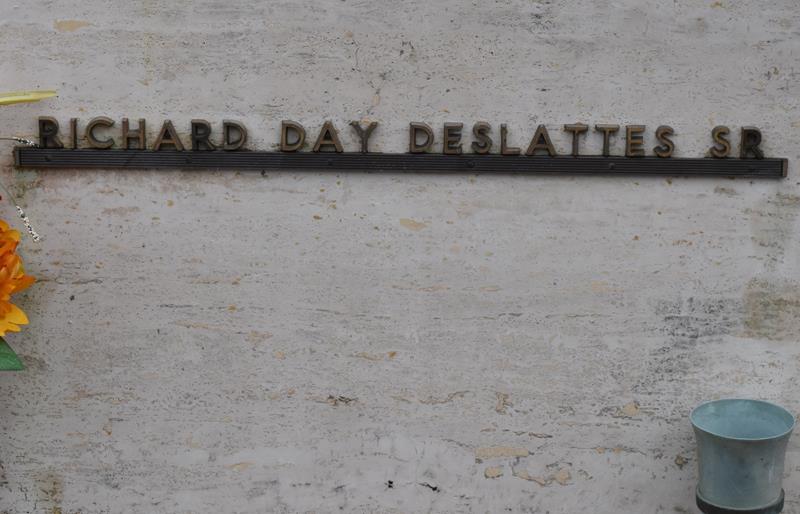 RICHARD DAY DESLATTES SR